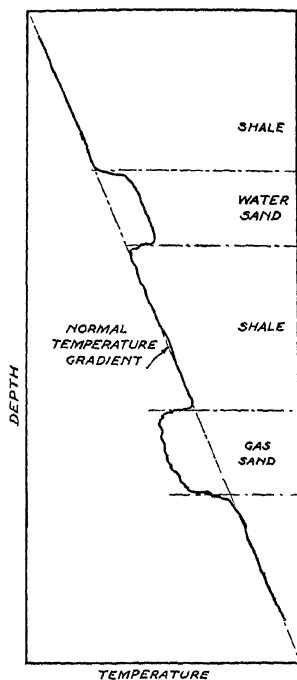 SHALE
WATER
SAND
NORMAL
TEMPERATURE
GRADIENT
SHALE
DEPTH
GAS
SAND
TEMPERATURE